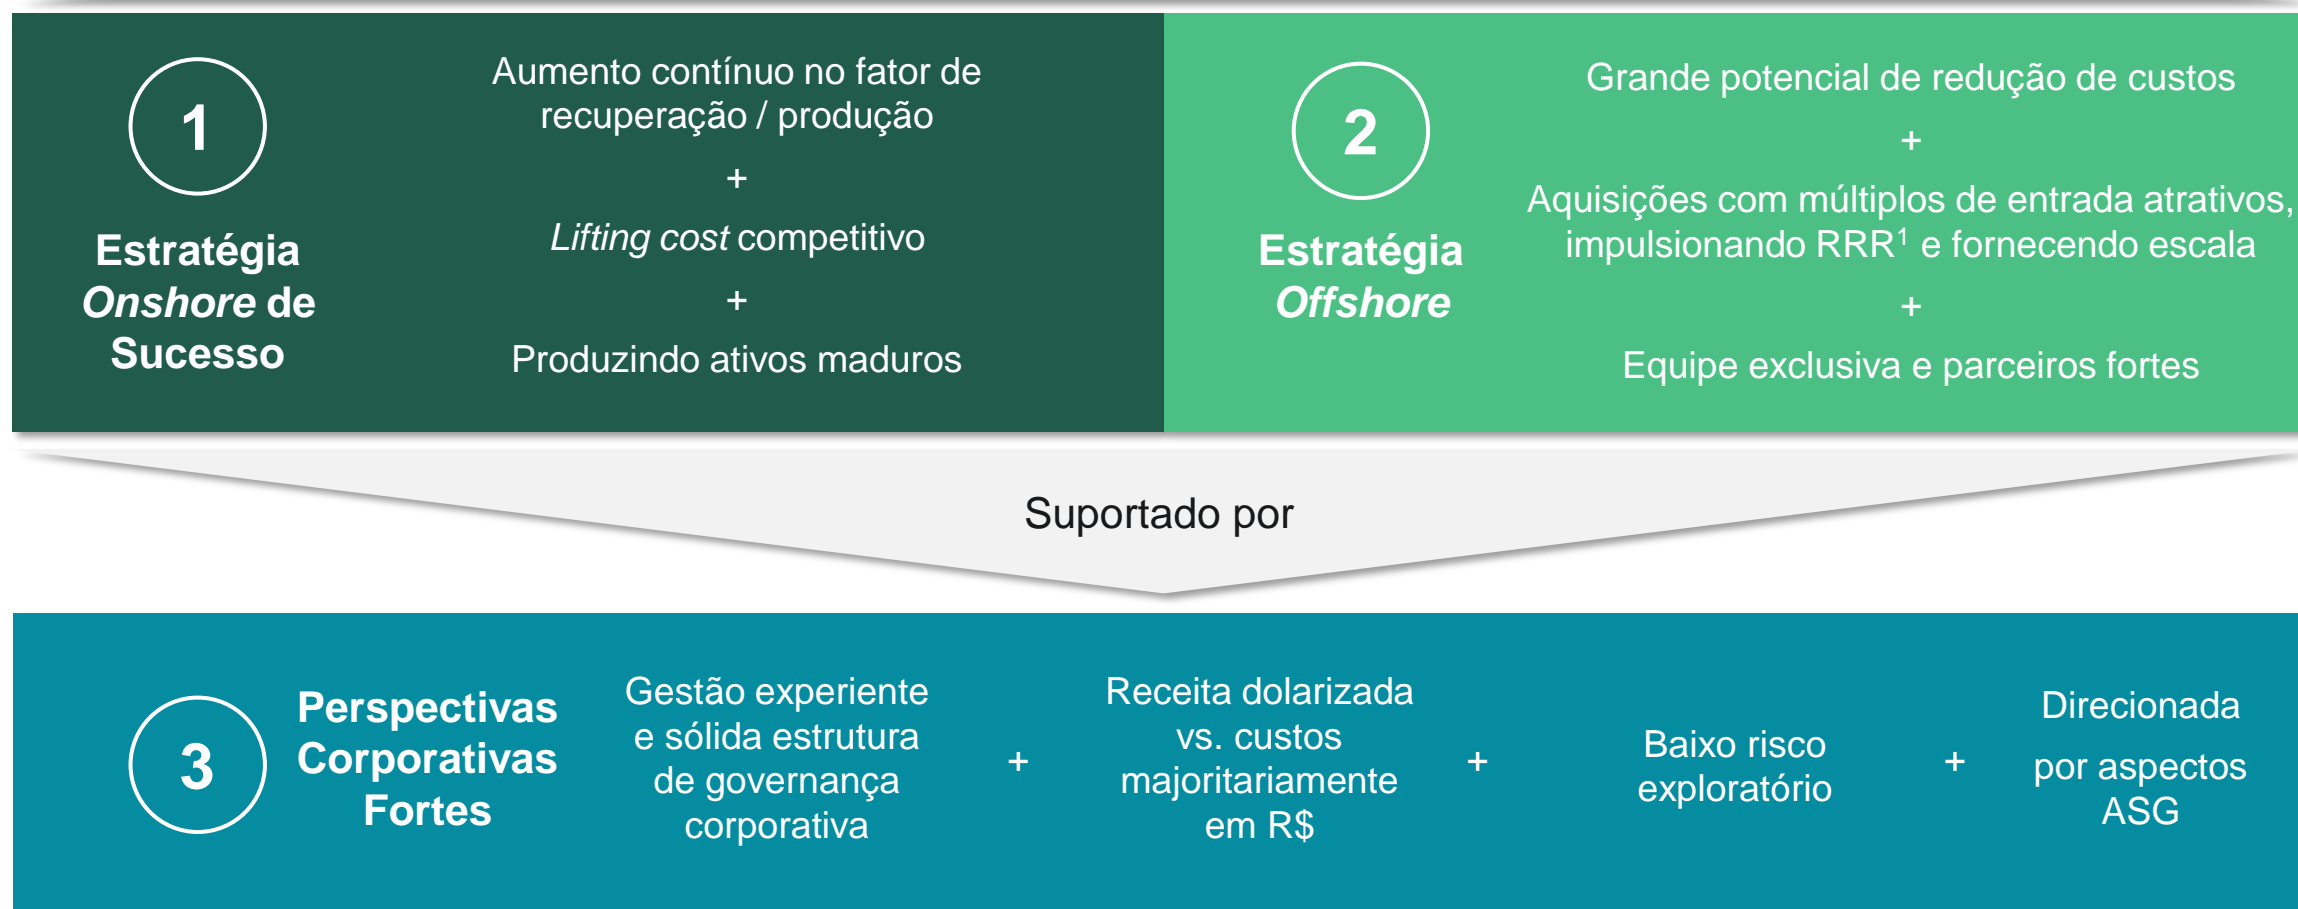 1
Estratégia
Onshore de
Sucesso
Aumento contínuo no fator de
recuperação / produção
+
Lifting cost competitivo
+
Produzindo ativos maduros
2
Estratégia
Offshore
Grande potencial de redução de custos
+
Aquisições com múltiplos de entrada atrativos,
impulsionando RRR¹ e fornecendo escala
+
Equipe exclusiva e parceiros fortes
Suportado por
3
Perspectivas
Corporativas
Fortes
Gestão experiente
e sólida estrutura
de governança
corporativa
+
Receita dolarizada
vs. custos
majoritariamente
em R$
+
Baixo risco
exploratório
+
Direcionada
por aspectos
ASG